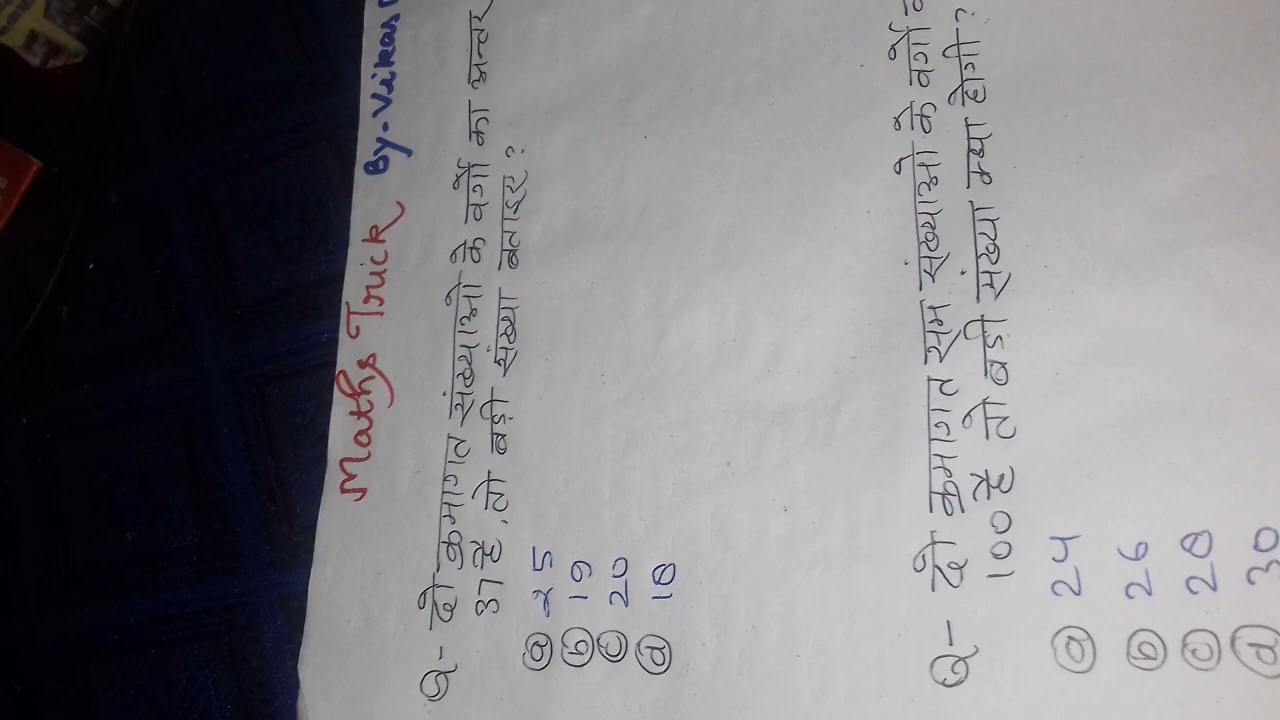 Maths Trick By-Vikas
Q- दो क्रमागत संख्याओ के वर्गो का अन्तर
37 है, तो बड़ी संख्या बताइए ?
ⓐ 25
ⓑ 19
ⓒ 20
ⓓ 18
Q- दो क्रमागत सम संख्याओ के वर्गो
100 है तो बड़ी संख्या क्या होगी ?
ⓐ 24
ⓑ 26
ⓒ 28
ⓓ 30